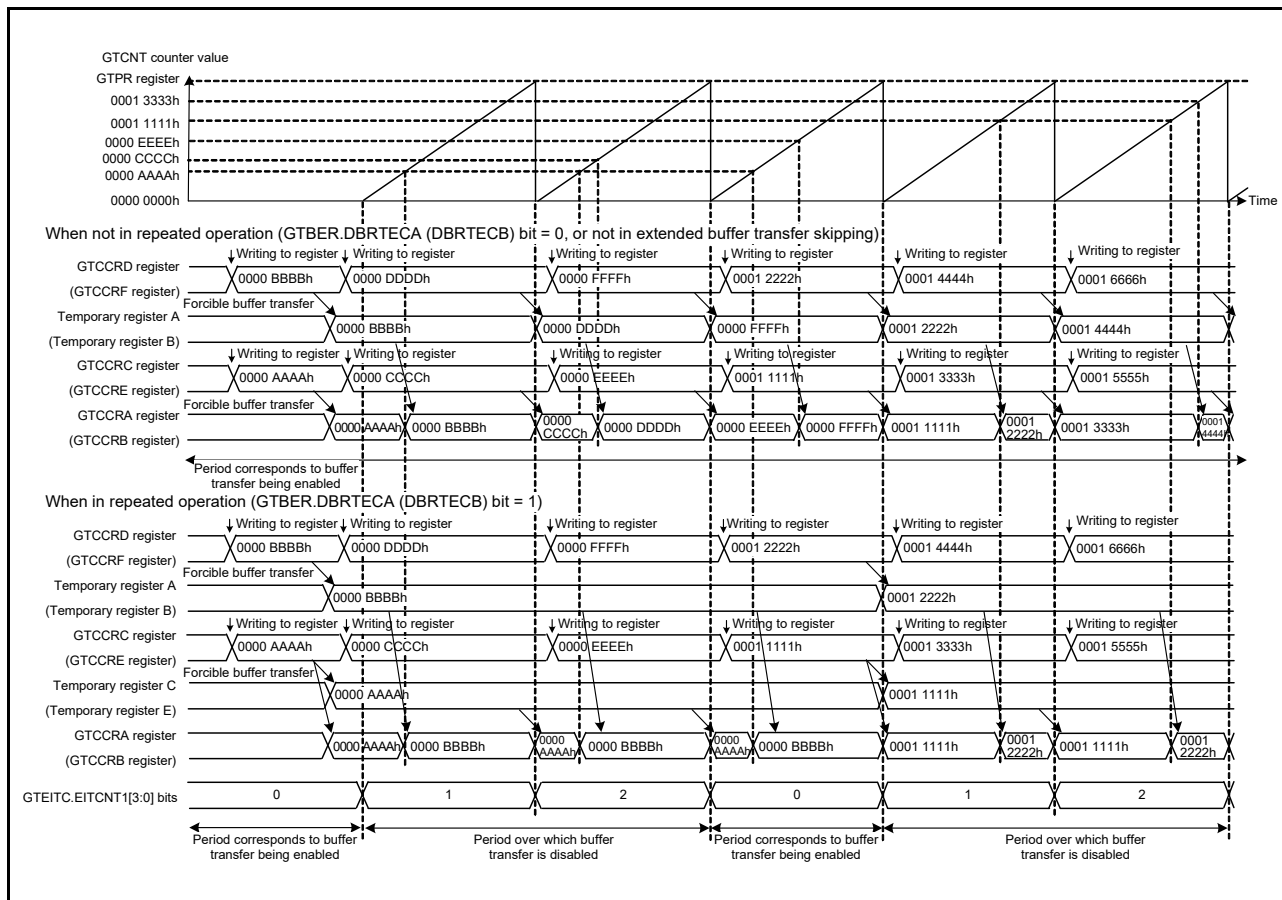 GTCNT counter value
GTPR register
0001 3333h
0001 1111h
0000 EEEEh
0000 CCCCh
0000 AAAAh
0000 0000h
Time
When not in repeated operation (GTBER.DBRTECA (DBRTECB) bit = 0, or not in extended buffer transfer skipping)
Writing to register Writing to register Writing to register Writing to register Writing to register Writing to register
GTCCRD register
(GTCCRF register)
0000 BBBBh 0000 DDDDh 0000 FFFFh 0001 2222h 0001 4444h 0001 6666h
Forcible buffer transfer
Temporary register A
(Temporary register B)
0000 BBBBh 0000 DDDDh 0000 FFFFh 0001 2222h 0001 4444h
Writing to register Writing to register Writing to register Writing to register Writing to register Writing to register
GTCCRC register
(GTCCRE register)
0000 AAAAh 0000 CCCCh 0000 EEEEh 0001 1111h 0001 3333h 0001 5555h
Forcible buffer transfer
GTCCRA register
(GTCCRB register)
0000 AAAAh 0000 BBBBh 0000 CCCCh 0000 DDDDh 0000 EEEEh 0000 FFFFh 0001 1111h 0001 2222h 0001 3333h 0001 4444h
Period corresponds to buffer
transfer being enabled
When in repeated operation (GTBER.DBRTECA (DBRTECB) bit = 1)
Writing to register Writing to register Writing to register Writing to register Writing to register Writing to register
GTCCRD register
(GTCCRF register)
0000 BBBBh 0000 DDDDh 0000 FFFFh 0001 2222h 0001 4444h 0001 6666h
Forcible buffer transfer
Temporary register A
(Temporary register B)
0000 BBBBh 0001 2222h
Writing to register Writing to register Writing to register Writing to register Writing to register Writing to register
GTCCRC register
(GTCCRE register)
0000 AAAAh 0000 CCCCh 0000 EEEEh 0001 1111h 0001 3333h 0001 5555h
Forcible buffer transfer
Temporary register C
(Temporary register E)
0000 AAAAh 0001 1111h
GTCCRA register
(GTCCRB register)
0000 AAAAh 0000 BBBBh 0000 AAAAh 0000 BBBBh 0000 AAAAh 0000 BBBBh 0001 1111h 0001 2222h 0001 1111h 0001 2222h
GTEITC.EITCNT1[3:0] bits 0 1 2 0 1 2
Period corresponds to buffer
transfer being enabled
Period over which buffer
transfer is disabled
Period corresponds to buffer
transfer being enabled
Period over which buffer
transfer is disabled